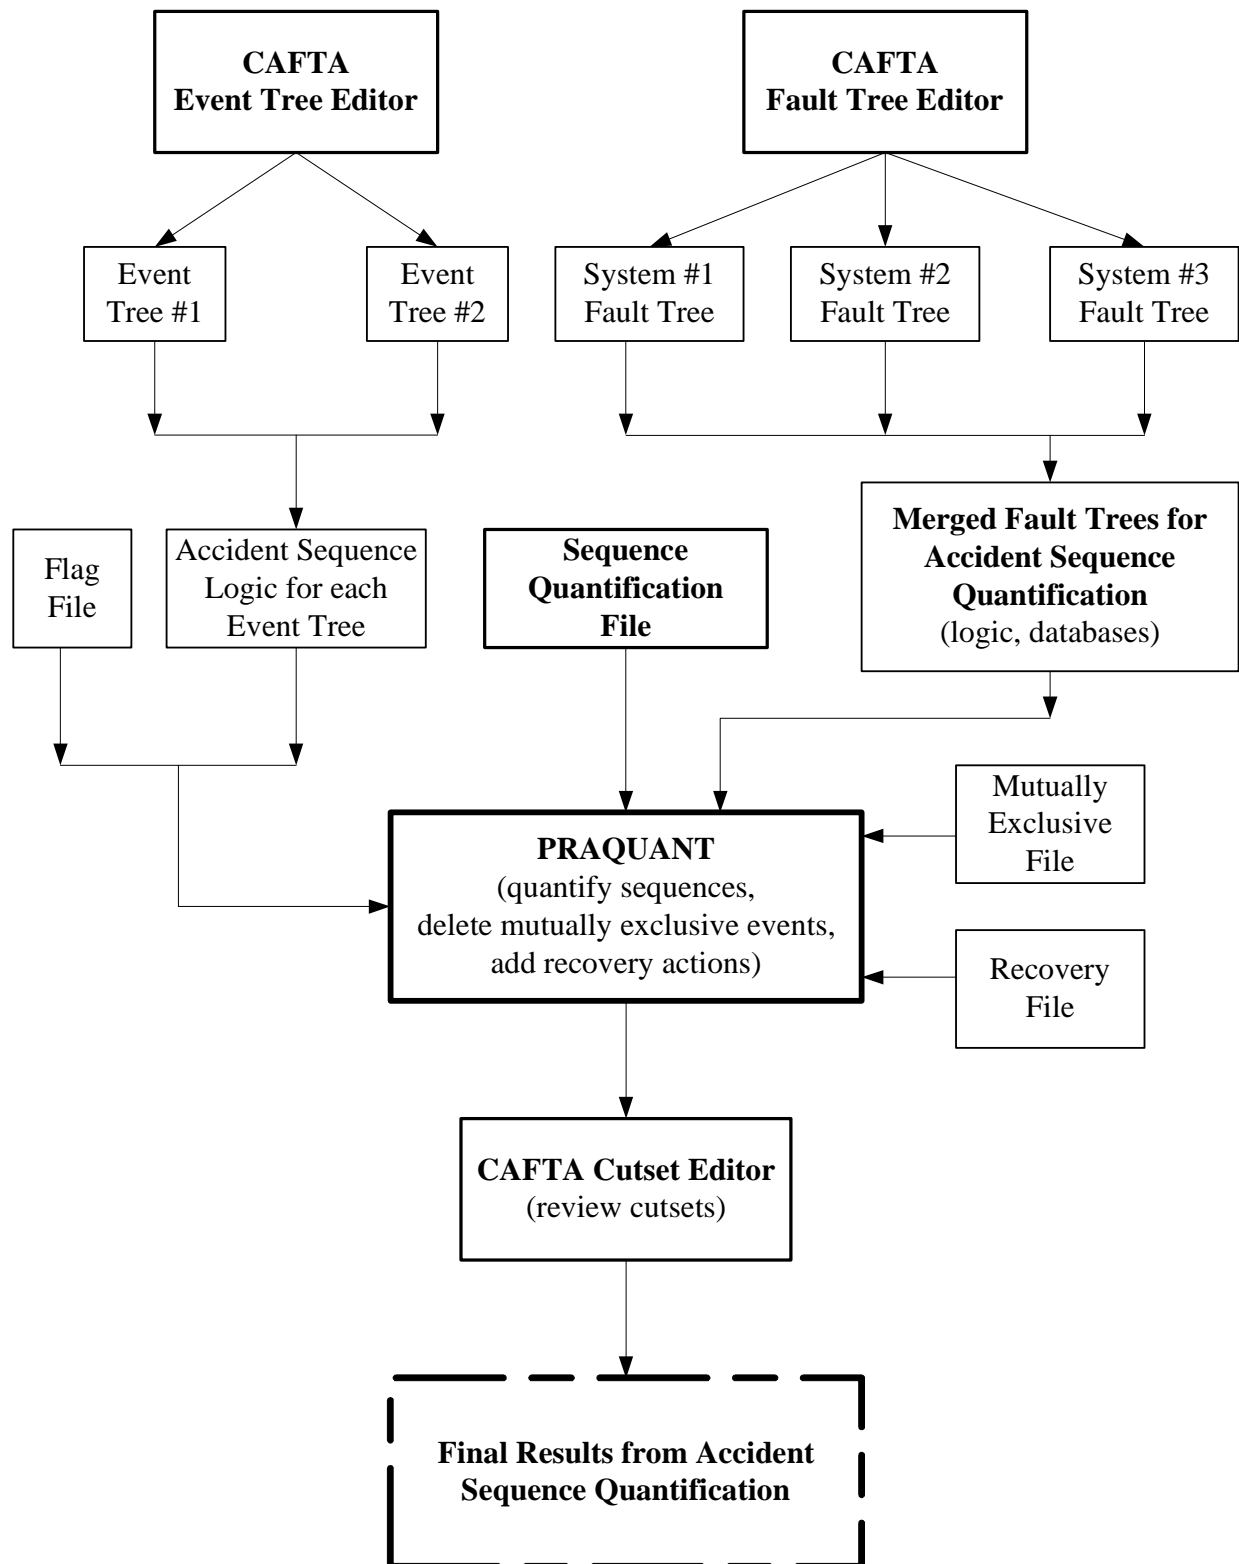 CAFTA
Event Tree Editor
CAFTA
Fault Tree Editor
Event
Tree #1
Event
Tree #2
System #1
Fault Tree
System #2
Fault Tree
System #3
Fault Tree
Flag
File
Accident Sequence
Logic for each
Event Tree
Sequence
Quantification
File
Merged Fault Trees for
Accident Sequence
Quantification
(logic, databases)
Mutually
Exclusive
File
PRAQUANT
(quantify sequences,
delete mutually exclusive events,
add recovery actions)
Recovery
File
CAFTA Cutset Editor
(review cutsets)
Final Results from Accident
Sequence Quantification